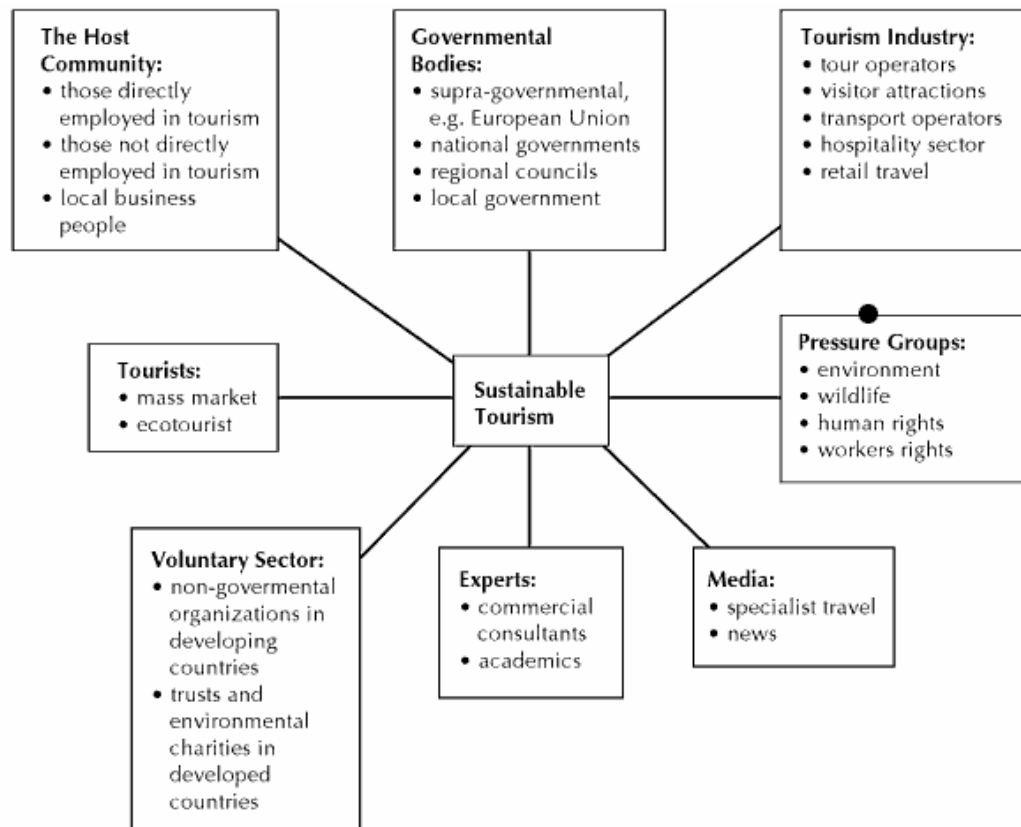 The Host
Community:
• those directly
employed in tourism
• those not directly
employed in tourism
• local business
people
Governmental
Bodies:
• supra-governmental,
e.g. European Union
• national governments
• regional councils
• local government
Tourism Industry:
• tour operators
• visitor attractions
• transport operators
• hospitality sector
• retail travel
Tourists:
• mass market
• ecotourist
Sustainable
Tourism
Pressure Groups:
• environment
• wildlife
• human rights
• workers rights
Voluntary Sector:
• non-govermental
organizations in
developing
countries
• trusts and
environmental
charities in
developed
countries
Experts:
• commercial
consultants
• academics
Media:
• specialist travel
• news